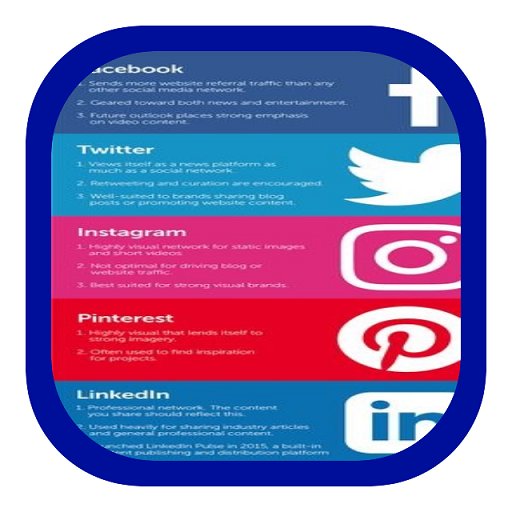 acebook
1. Sends more website referral traffic than any
other social media network.
2. Geared toward both news and entertainment.
3. Future outlook places strong emphasis
on video content.
Twitter
1. Views itself as a news platform as
much as a social network.
2. Retweeting and curation are encouraged.
3. Well-suited to brands sharing blog
posts or promoting website content.
Instagram
1. Highly visual network for static images
and short videos
2. Not optimal for driving blog or
website traffic.
3. Best suited for strong visual brands.
Pinterest
1. Highly visual that lends itself to
strong imagery.
2. Often used to find inspiration
for projects.
LinkedIn
1. Professional network. The content
you share should reflect this.
2. Used heavily for sharing industry articles
and general professional content.
unched LinkedIn Pulse in 2015, a built-in
nt publishing and distribution platform
in